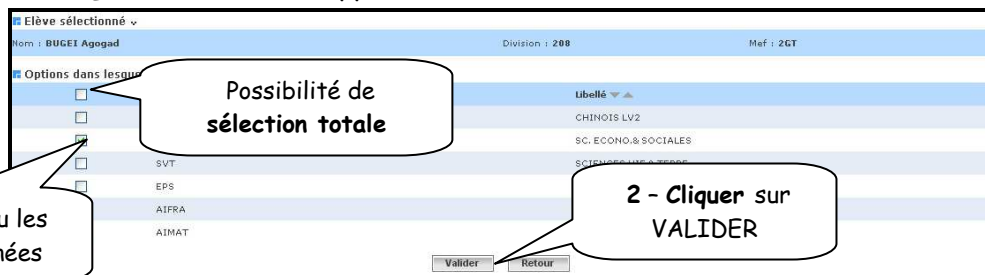 Elève sélectionné
Nom : BUGEI Agogad Division : 208 Mef : 2GT
Options dans
Possibilité de
sélection totale
Libellé
CHINOIS LV2
SC. ECONO.& SOCIALES
SVT
EPS
2 – Cliquer sur
VALIDER
u les
AIFRA
nées
AIMAT
Valider Retour